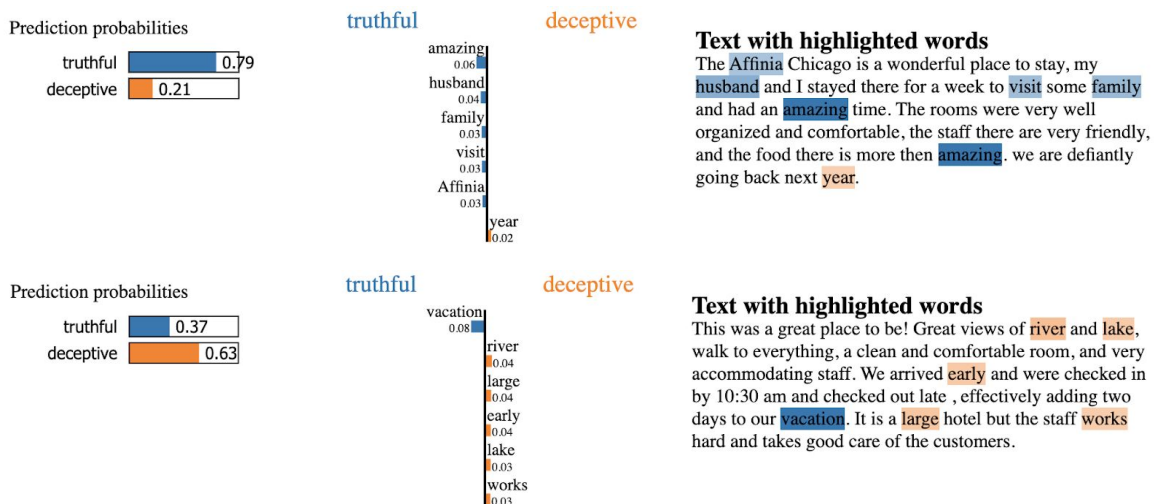 Prediction probabilities
truthful 0.79
deceptive 0.21
truthful deceptive
amazing
0.06
husband
0.04
family
0.03
visit
0.03
Affinia
0.03
year
0.02
Text with highlighted words
The Affinia Chicago is a wonderful place to stay, my
husband and I stayed there for a week to visit some family
and had an amazing time. The rooms were very well
organized and comfortable, the staff there are very friendly,
and the food there is more then amazing. we are defiantly
going back next year.
Prediction probabilities
truthful 0.37
deceptive 0.63
truthful deceptive
vacation
0.08
river
0.04
large
0.04
early
0.04
lake
0.03
works
0.03
Text with highlighted words
This was a great place to be! Great views of river and lake,
walk to everything, a clean and comfortable room, and very
accommodating staff. We arrived early and were checked in
by 10:30 am and checked out late , effectively adding two
days to our vacation. It is a large hotel but the staff works
hard and takes good care of the customers.